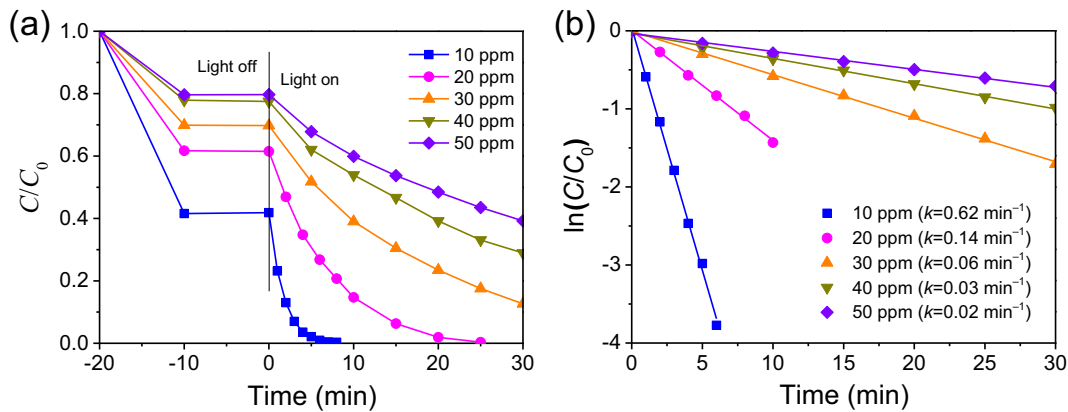 (a)
1.0
0.8
0.6
0.4
0.2
0.0
C/C₀
Light off
Light on
10 ppm
20 ppm
30 ppm
40 ppm
50 ppm
-20 -10 0 10 20 30
Time (min)
(b)
0
-1
-2
-3
-4
ln(C/C₀)
10 ppm (k=0.62 min⁻¹)
20 ppm (k=0.14 min⁻¹)
30 ppm (k=0.06 min⁻¹)
40 ppm (k=0.03 min⁻¹)
50 ppm (k=0.02 min⁻¹)
0 5 10 15 20 25 30
Time (min)